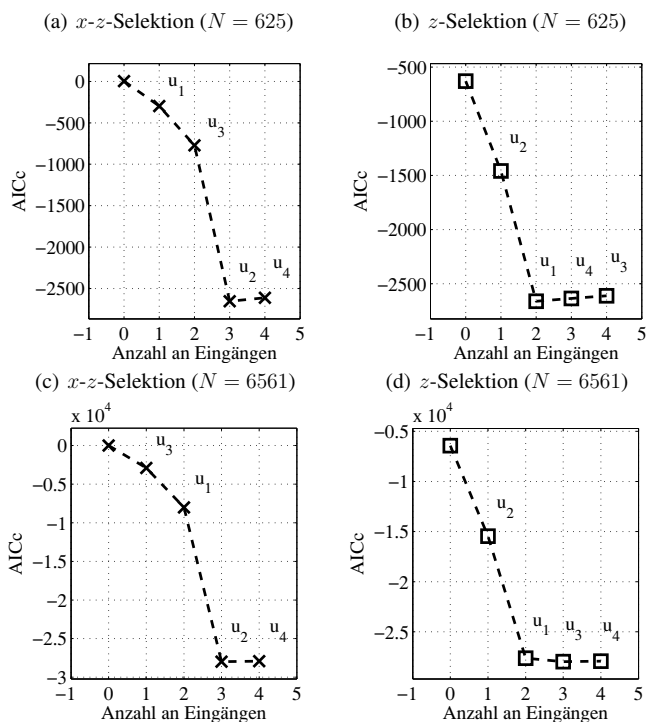 (a) x-z-Selektion (N = 625)
0
−500
−1000
−1500
−2000
−2500
AICc
u1
u3
u2
u4
−1 0 1 2 3 4 5
Anzahl an Eingängen
(b) z-Selektion (N = 625)
−500
−1000
−1500
−2000
−2500
AICc
u2
u1
u4
u3
−1 0 1 2 3 4 5
Anzahl an Eingängen
(c) x-z-Selektion (N = 6561)
x 10^4
0
−0.5
−1
−1.5
−2
−2.5
−3
AICc
u3
u1
u2
u4
−1 0 1 2 3 4 5
Anzahl an Eingängen
(d) z-Selektion (N = 6561)
x 10^4
−0.5
−1
−1.5
−2
−2.5
AICc
u2
u1
u3
u4
−1 0 1 2 3 4 5
Anzahl an Eingängen